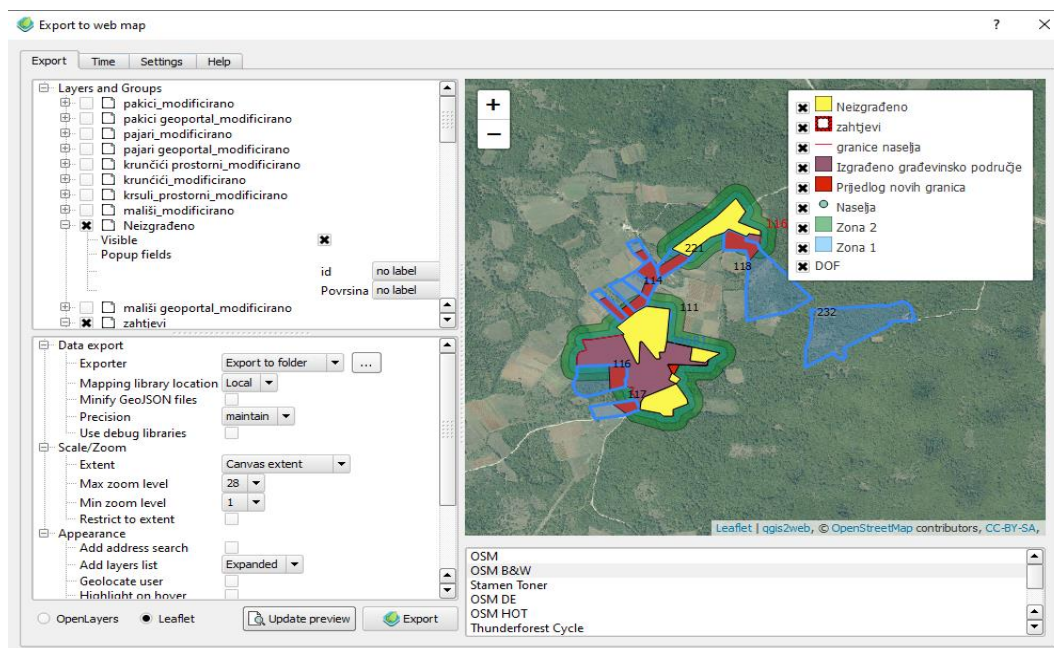 Export to web map
?
Export Time Settings Help
Layers and Groups
pakici_modificirano
pakici geoportal_modificirano
pajari_modificirano
pajari geoportal_modificirano
krunčići prostorni_modificirano
krunčići_modificirano
krsuli_prostorni_modificirano
mališi_modificirano
Neizgrađeno
Visible
Popup fields
id no label
Povrsina no label
mališi geoportal_modificirano
zahtjevi
Data export
Exporter Export to folder ...
Mapping library location Local
Minify GeoJSON files
Precision maintain
Use debug libraries
Scale/Zoom
Extent Canvas extent
Max zoom level 28
Min zoom level 1
Restrict to extent
Appearance
Add address search
Add layers list Expanded
Geolocate user
Highlight on hover
OpenLayers Leaflet Update preview Export
+
−
Neizgrađeno
zahtjevi
granice naselja
Izgrađeno građevinsko područje
Prijedlog novih granica
Naselja
Zona 2
Zona 1
DOF
116
221
118
114
111
232
116
117
Leaflet | qgis2web, © OpenStreetMap contributors, CC-BY-SA,
OSM
OSM B&W
Stamen Toner
OSM DE
OSM HOT
Thunderforest Cycle